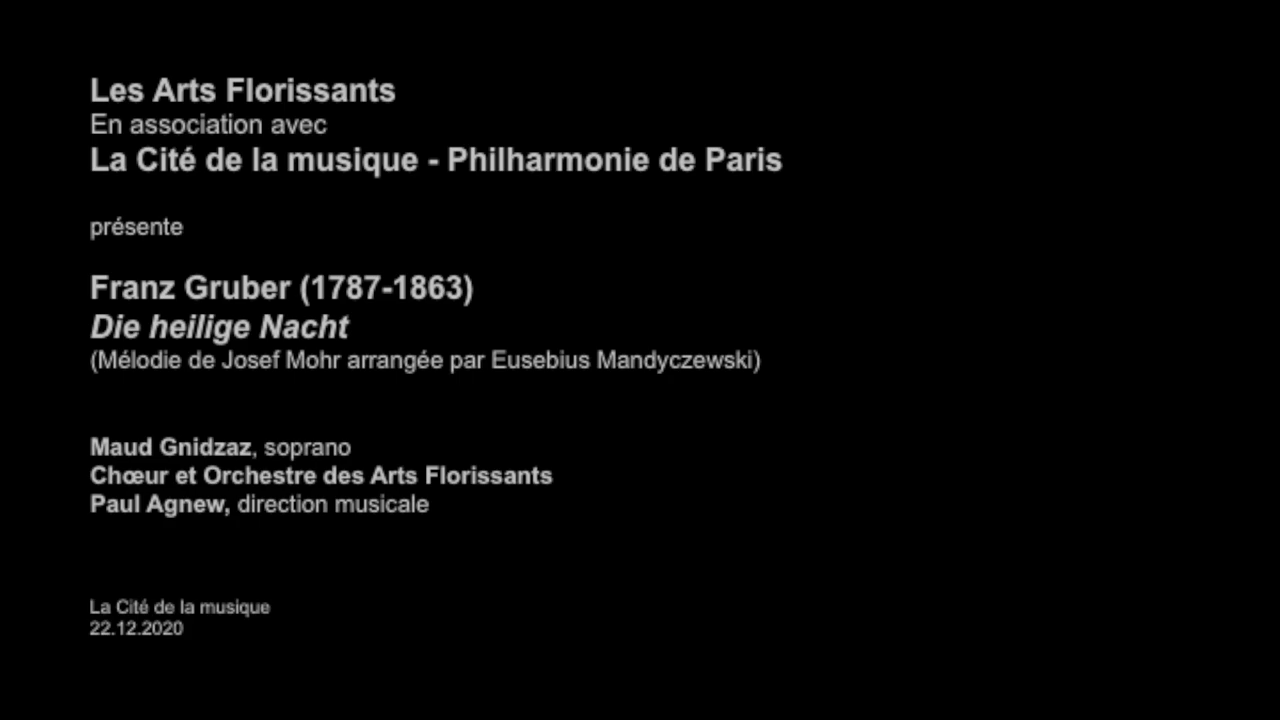 Les Arts Florissants
En association avec
La Cité de la musique - Philharmonie de Paris
présente
Franz Gruber (1787-1863)
Die heilige Nacht
(Mélodie de Josef Mohr arrangée par Eusebius Mandyczewski)
Maud Gnidzaz, soprano
Chœur et Orchestre des Arts Florissants
Paul Agnew, direction musicale
La Cité de la musique
22.12.2020